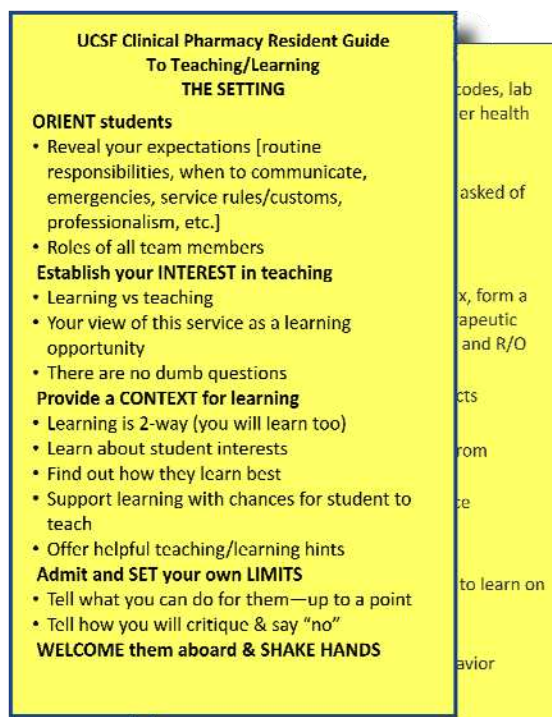 UCSF Clinical Pharmacy Resident Guide
To Teaching/Learning
THE SETTING
ORIENT students
• Reveal your expectations [routine
responsibilities, when to communicate,
emergencies, service rules/customs,
professionalism, etc.]
• Roles of all team members
Establish your INTEREST in teaching
• Learning vs teaching
• Your view of this service as a learning
opportunity
• There are no dumb questions
Provide a CONTEXT for learning
• Learning is 2-way (you will learn too)
• Learn about student interests
• Find out how they learn best
• Support learning with chances for student to
teach
• Offer helpful teaching/learning hints
Admit and SET your own LIMITS
• Tell what you can do for them—up to a point
• Tell how you will critique & say “no”
WELCOME them aboard & SHAKE HANDS
codes, lab
er health
asked of
x, form a
rapeutic
and R/O
cts
rom
ce
to learn on
avior